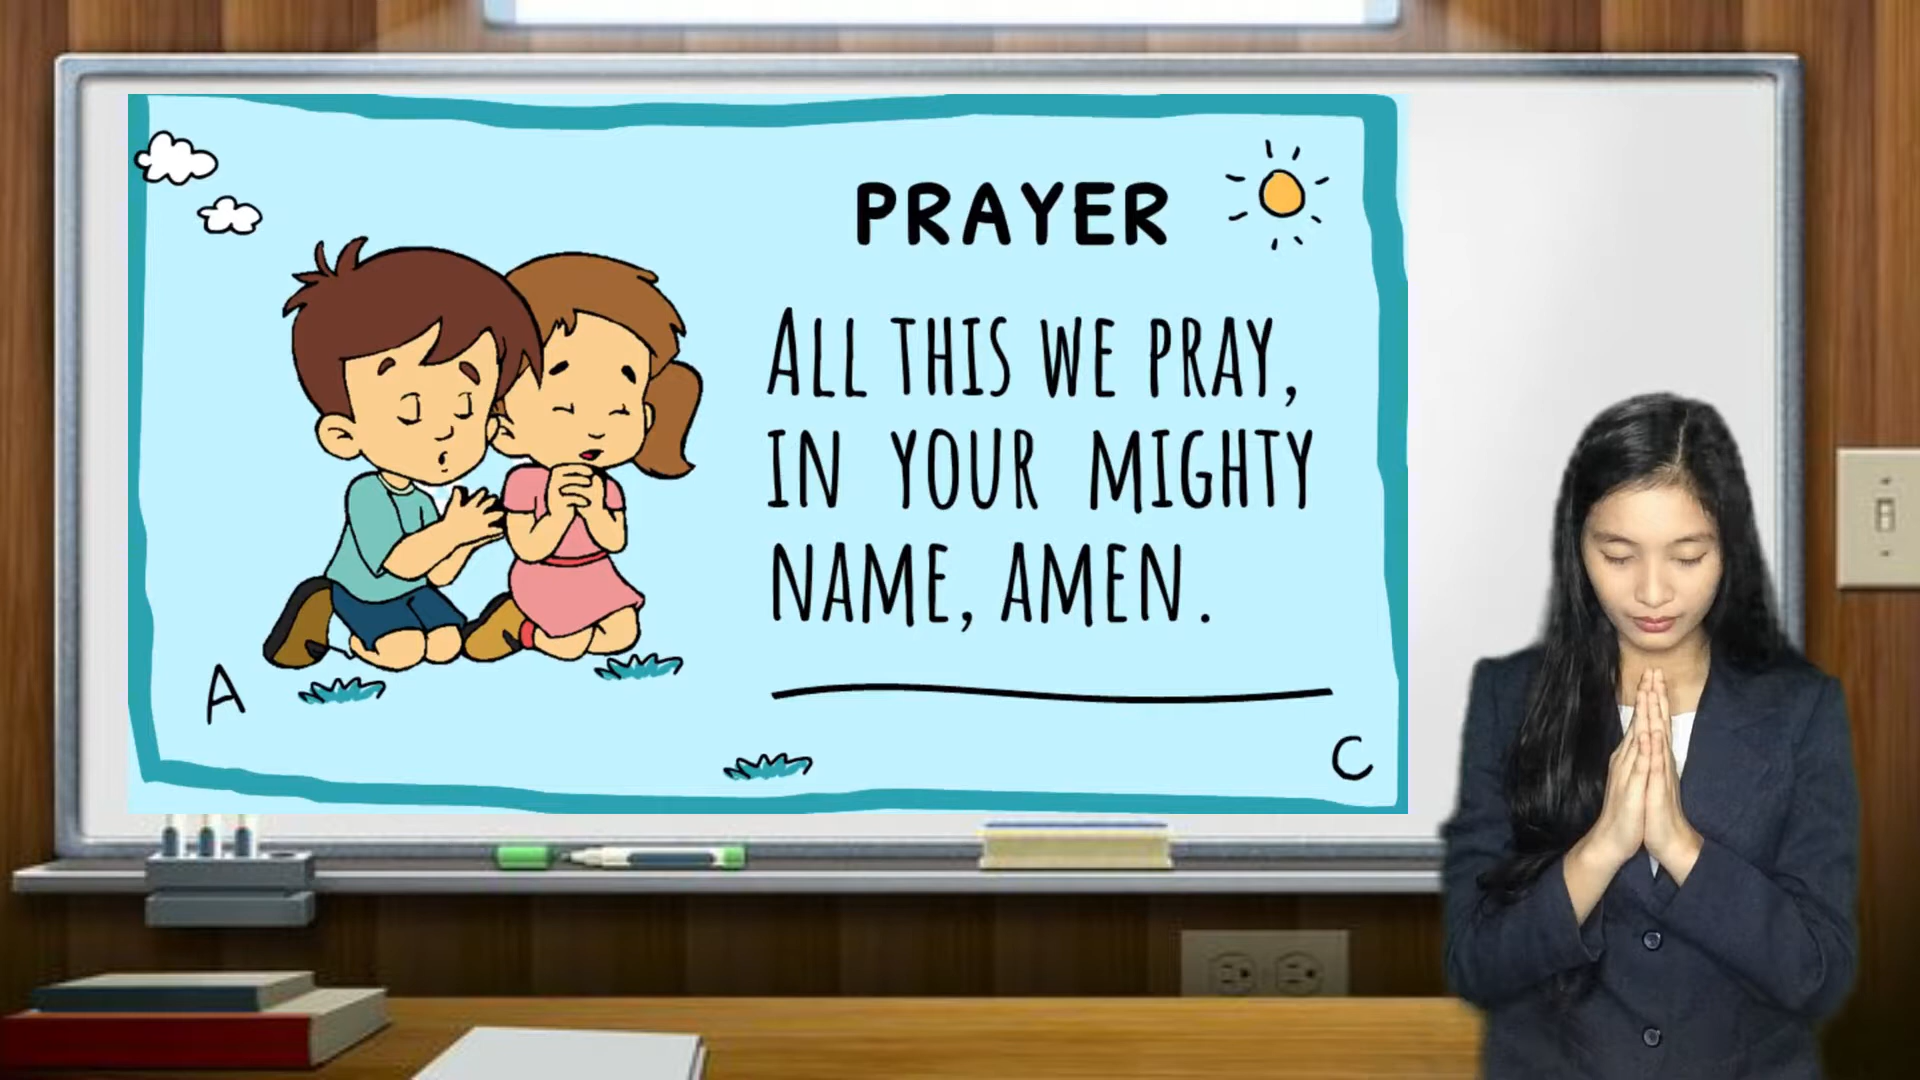 PRAYER
ALL THIS WE PRAY,
IN YOUR MIGHTY
NAME, AMEN.
A
C